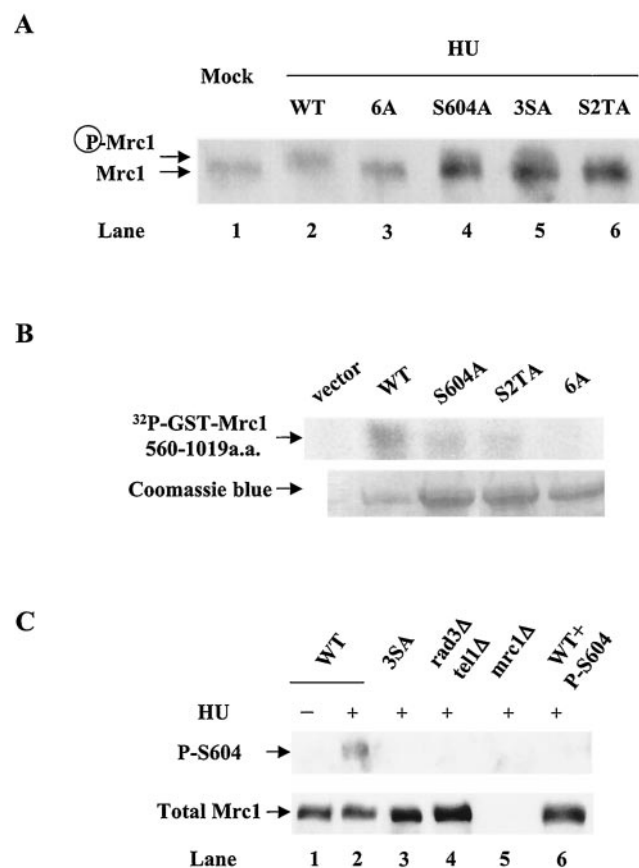 A
HU
Mock
WT 6A S604A 3SA S2TA
P-Mrc1
Mrc1
Lane 1 2 3 4 5 6
B
vector WT S604A S2TA 6A
³²P-GST-Mrc1
560-1019a.a.
Coomassie blue
C
WT 3SA rad3Δ tel1Δ mrc1Δ WT+ P-S604
HU − + + + + +
P-S604
Total Mrc1
Lane 1 2 3 4 5 6